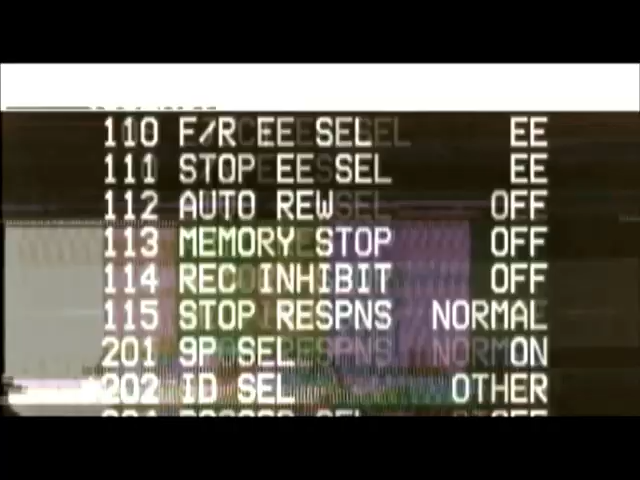 110 F/R EE SEL EE
111 STOP EE SEL EE
112 AUTO REW OFF
113 MEMORY STOP OFF
114 REC INHIBIT OFF
115 STOP RESPNS NORMAL
201 9P SEL ON
*202 ID SEL OTHER